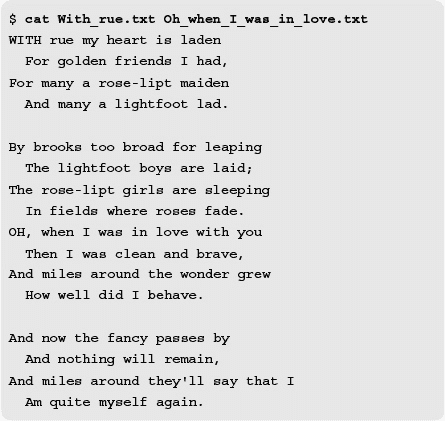 $ cat With_rue.txt Oh_when_I_was_in_love.txt
WITH rue my heart is laden
  For golden friends I had,
For many a rose-lipt maiden
  And many a lightfoot lad.

By brooks too broad for leaping
  The lightfoot boys are laid;
The rose-lipt girls are sleeping
  In fields where roses fade.
OH, when I was in love with you
  Then I was clean and brave,
And miles around the wonder grew
  How well did I behave.

And now the fancy passes by
  And nothing will remain,
And miles around they'll say that I
  Am quite myself again.